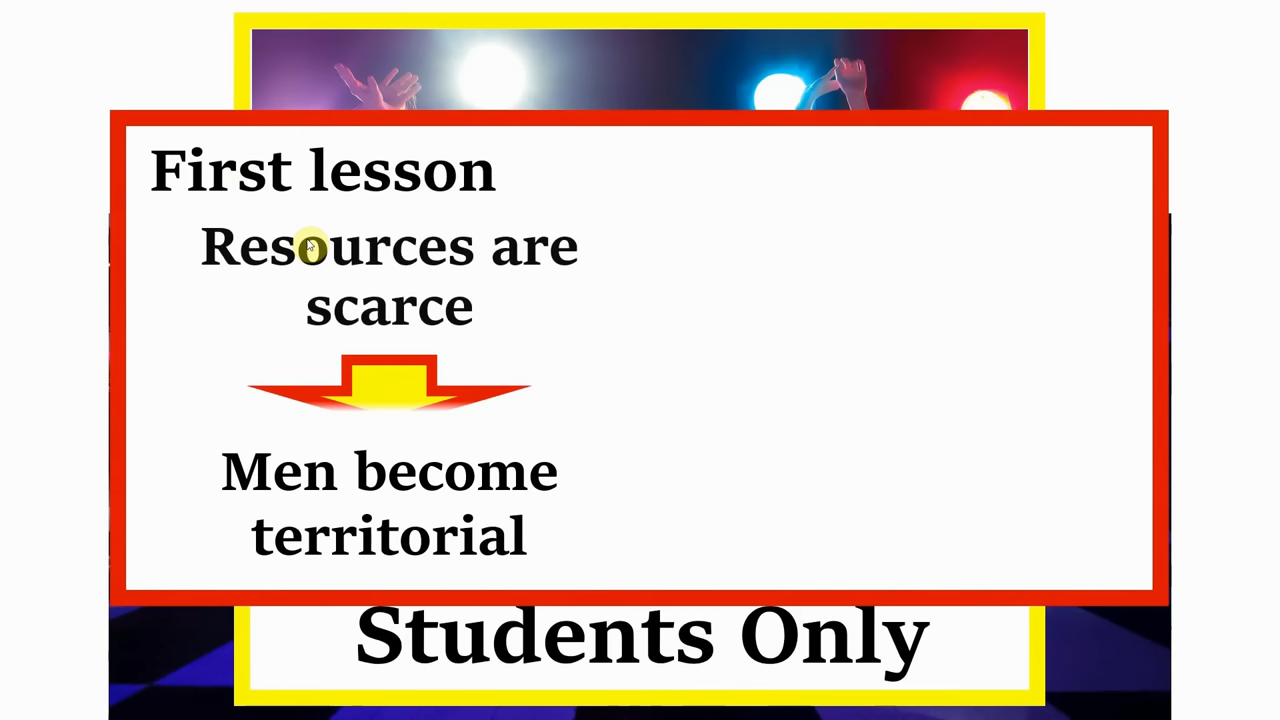 First lesson
Resources are
scarce
Men become
territorial
Students Only